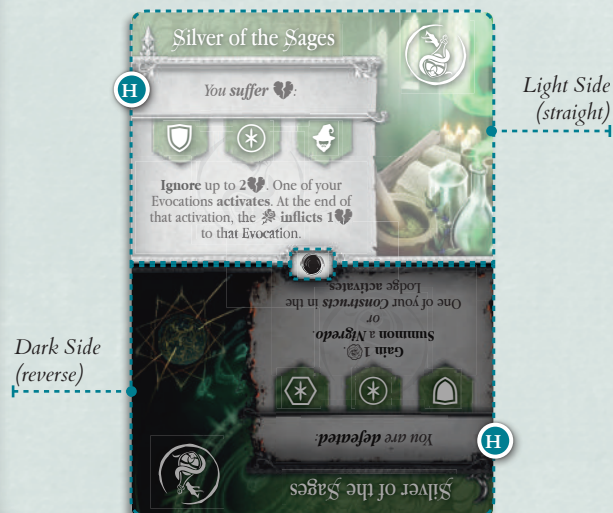 Silver of the Sages
H
You suffer :
Ignore up to 2. One of your
Evocations activates. At the end
of that activation, the inflicts 1
to that Evocation.
Light Side
(straight)
Dark Side
(reverse)
Silver of the Sages
H
You are defeated:
Gain 1.
Summon a Nigredo.
or
One of your Constructs in the
Lodge activates